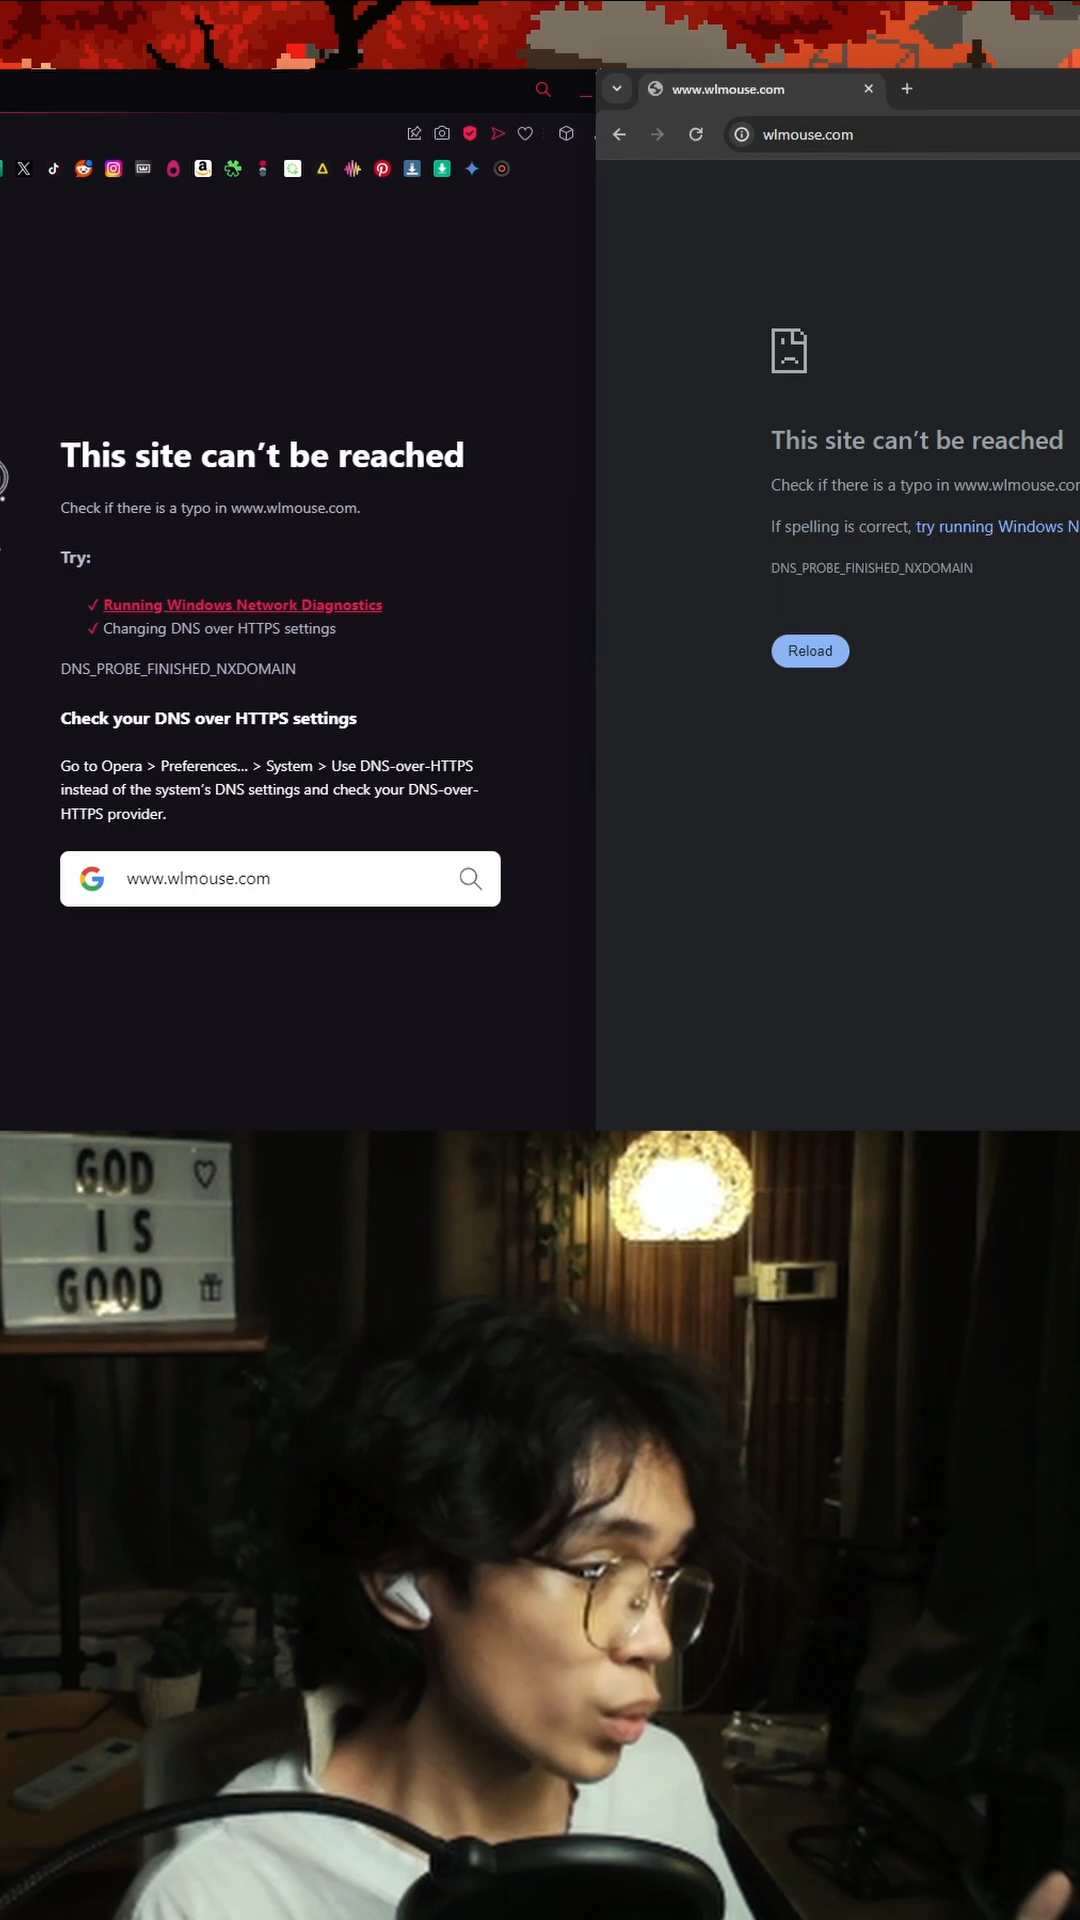 www.wlmouse.com
wlmouse.com
This site can’t be reached
Check if there is a typo in www.wlmouse.com.
Try:
✓ Running Windows Network Diagnostics
✓ Changing DNS over HTTPS settings
DNS_PROBE_FINISHED_NXDOMAIN
Check your DNS over HTTPS settings
Go to Opera > Preferences... > System > Use DNS-over-HTTPS
instead of the system’s DNS settings and check your DNS-over-
HTTPS provider.
www.wlmouse.com
This site can’t be reached
Check if there is a typo in www.wlmouse.com
If spelling is correct, try running Windows N
DNS_PROBE_FINISHED_NXDOMAIN
Reload
GOD ♡
IS
GOOD